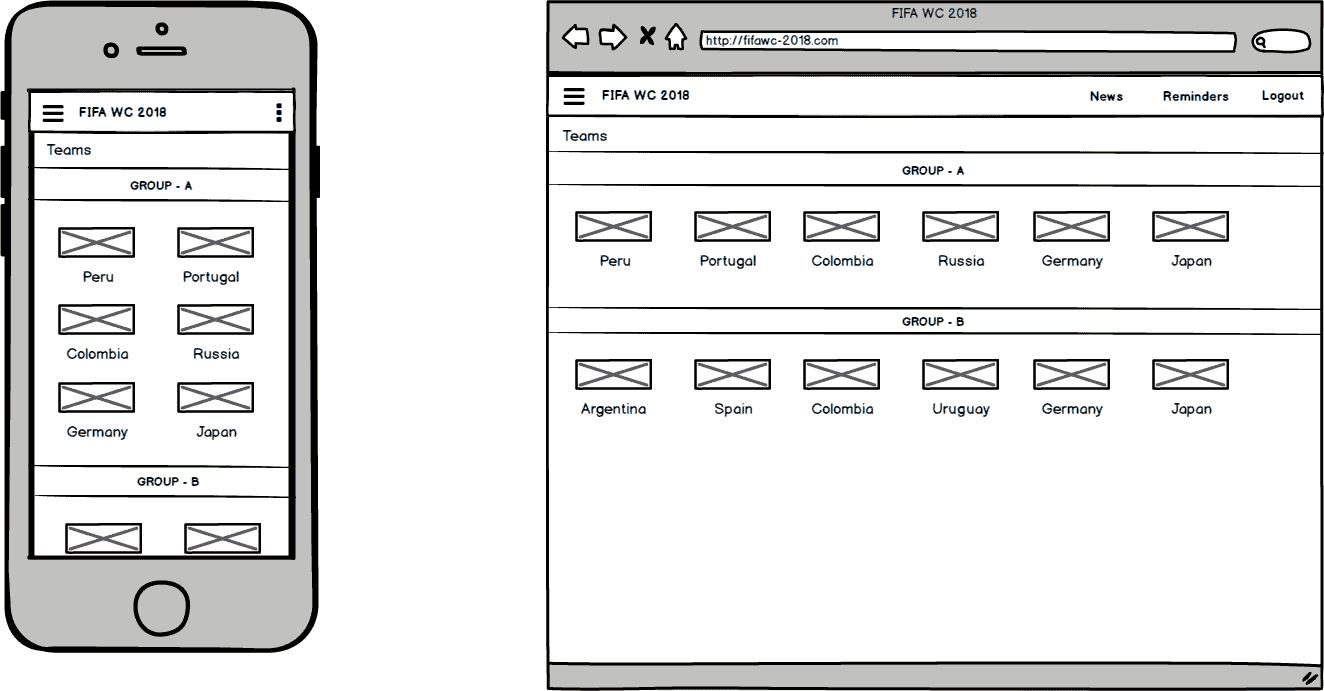 FIFA WC 2018
Teams
GROUP - A
Peru Portugal
Colombia Russia
Germany Japan
GROUP - B
FIFA WC 2018
http://fifawc-2018.com
FIFA WC 2018 News Reminders Logout
Teams
GROUP - A
Peru Portugal Colombia Russia Germany Japan
GROUP - B
Argentina Spain Colombia Uruguay Germany Japan